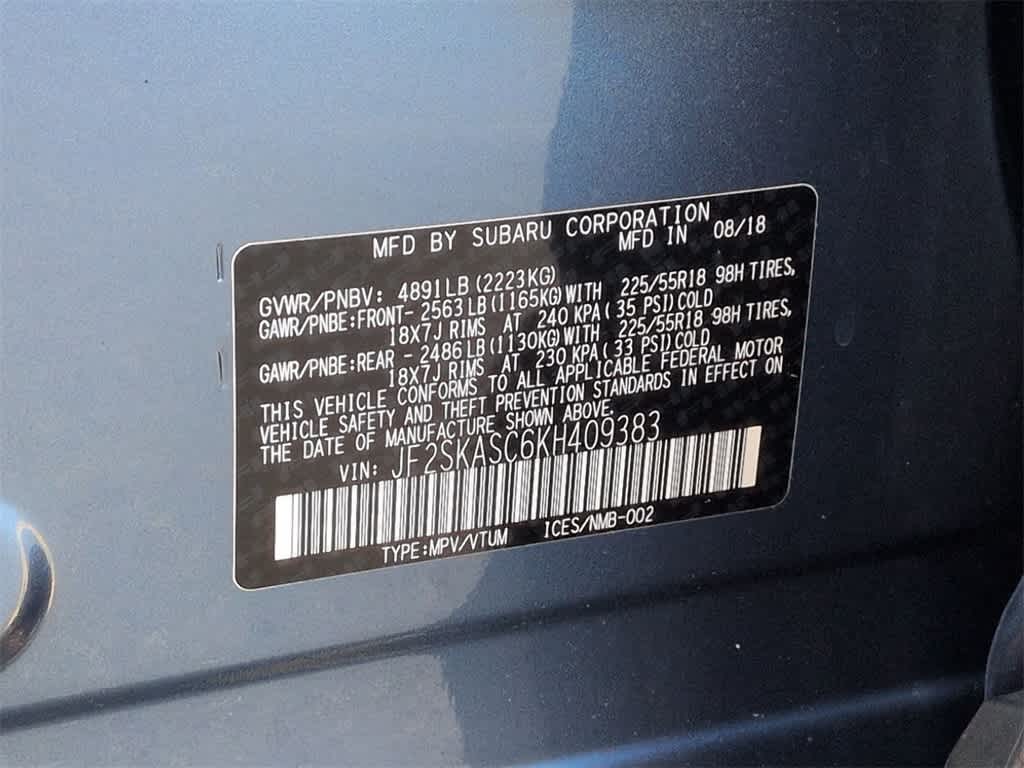 MFD BY SUBARU CORPORATION
MFD IN 08/18
GVWR/PNBV: 4891LB(2223KG)
GAWR/PNBE:FRONT- 2563LB(1165KG)WITH 225/55R18 98H TIRES,
18X7J RIMS AT 240 KPA(35 PSI)COLD
GAWR/PNBE:REAR - 2486LB(1130KG)WITH 225/55R18 98H TIRES,
18X7J RIMS AT 230 KPA(33 PSI)COLD
THIS VEHICLE CONFORMS TO ALL APPLICABLE FEDERAL MOTOR
VEHICLE SAFETY AND THEFT PREVENTION STANDARDS IN EFFECT ON
THE DATE OF MANUFACTURE SHOWN ABOVE.
VIN: JF2SKASC6KH409383
TYPE:MPV/VTUM ICES/NMB-002